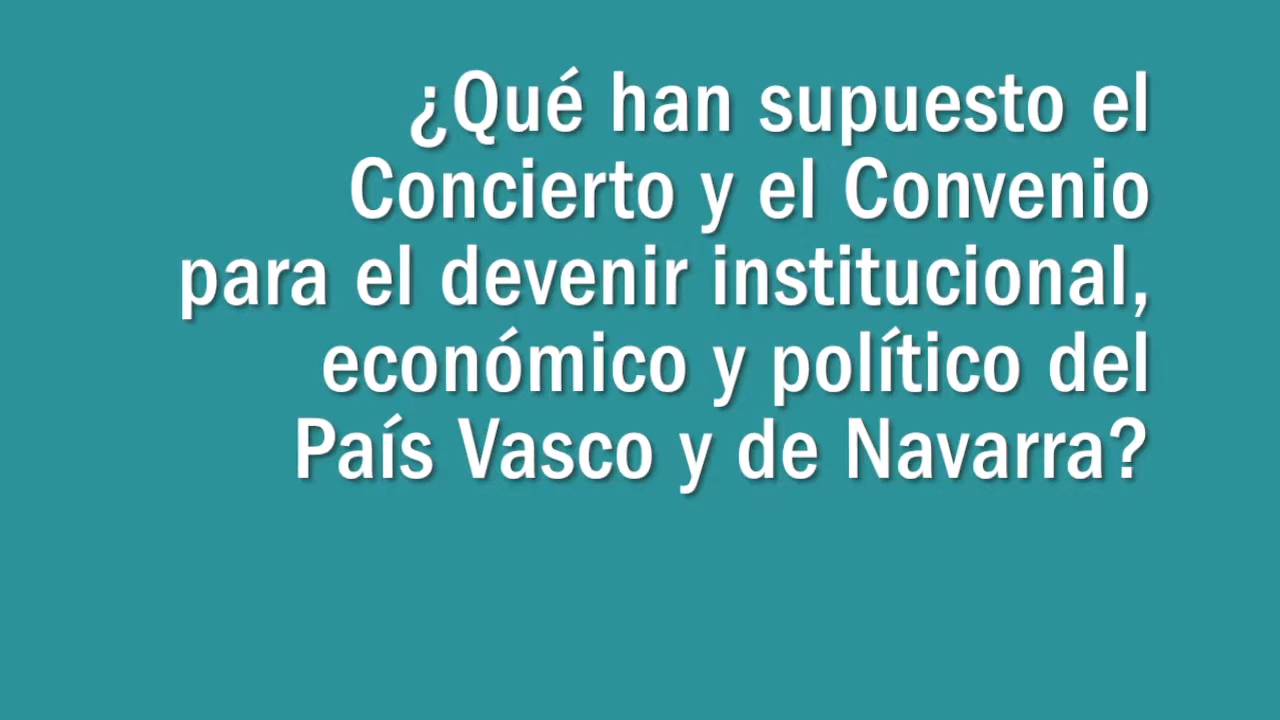 ¿Qué han supuesto el
Concierto y el Convenio
para el devenir institucional,
económico y político del
País Vasco y de Navarra?